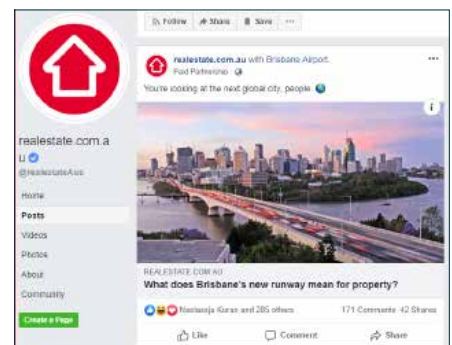 Follow Share Save ...
realestate.com.au with Brisbane Airport.
Paid Partnership
You're looking at the next global city, people
i
realestate.com.a
u
@realestateAus
Home
Posts
Videos
Photos
About
Community
Create a Page
REALESTATE.COM.AU
What does Brisbane's new runway mean for property?
and 285 others 171 Comments 42 Shares
Like Comment Share